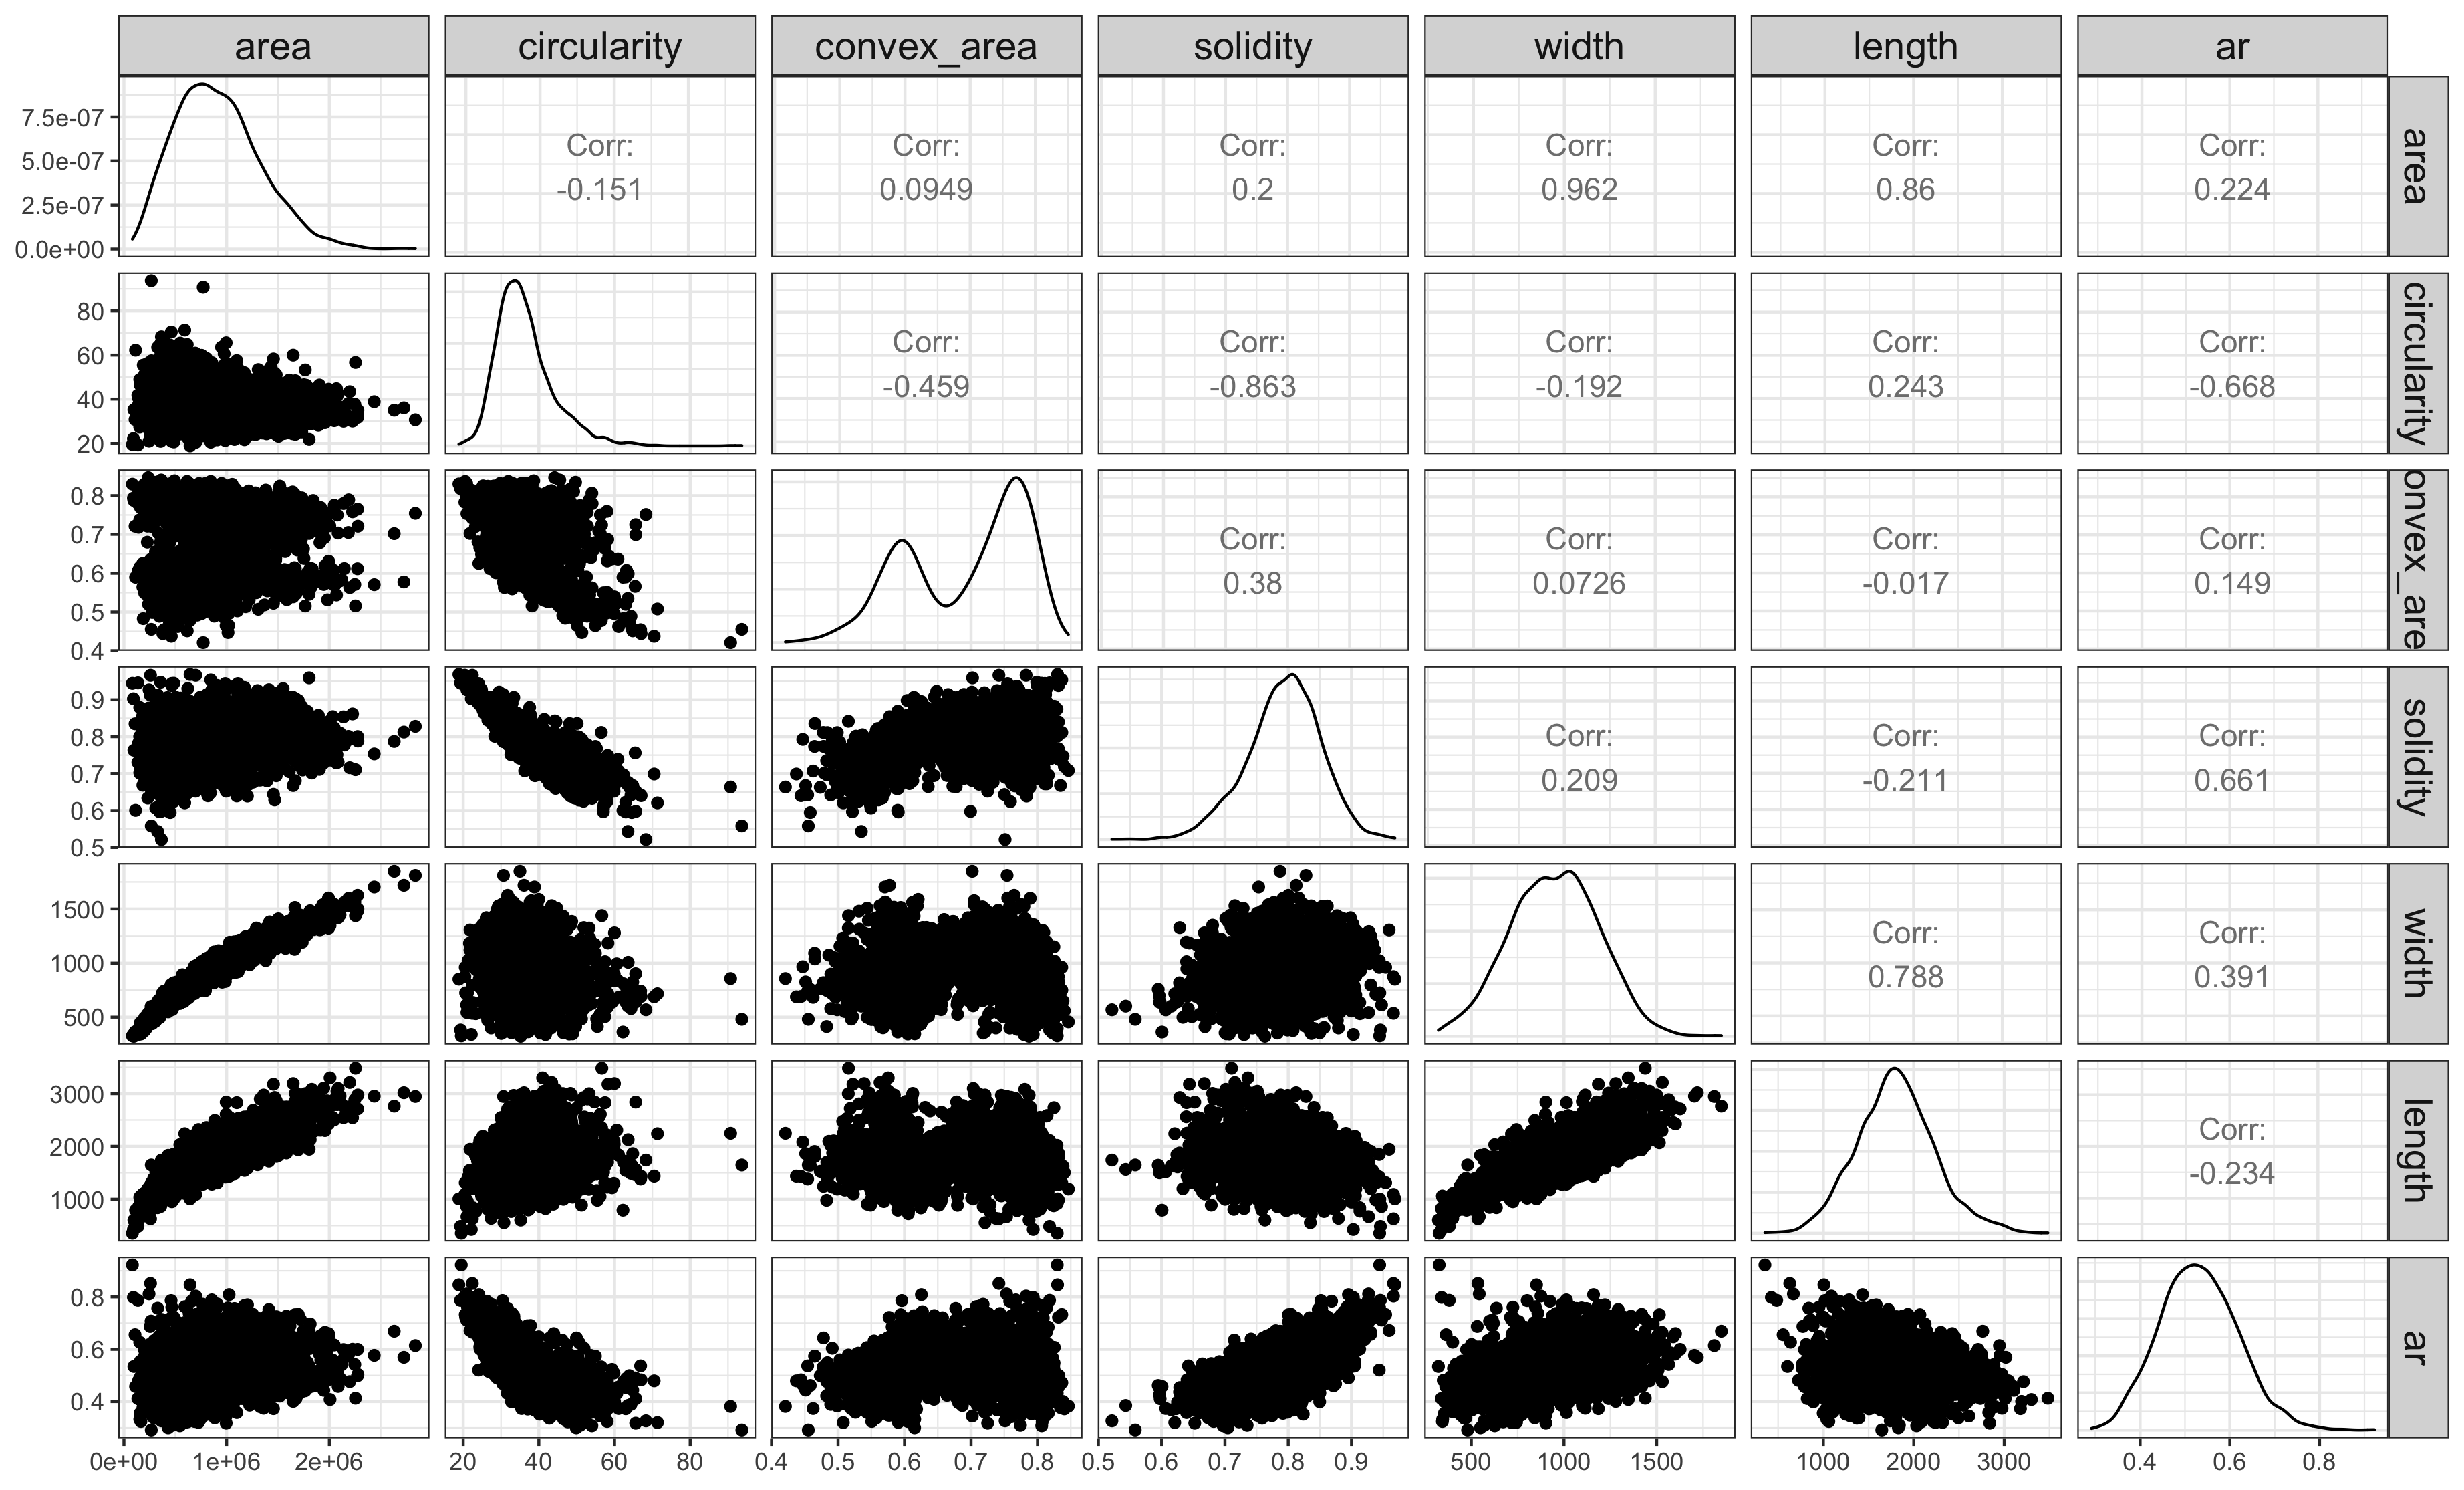 area circularity convex_area solidity width length ar
7.5e-07
5.0e-07
2.5e-07
0.0e+00
Corr: Corr: Corr: Corr: Corr: Corr:
-0.151 0.0949 0.2 0.962 0.86 0.224
area
80
60
40
20
Corr: Corr: Corr: Corr: Corr:
-0.459 -0.863 -0.192 0.243 -0.668
circularity
0.8
0.7
0.6
0.5
0.4
Corr: Corr: Corr: Corr:
0.38 0.0726 -0.017 0.149
onvex_are
0.9
0.8
0.7
0.6
0.5
Corr: Corr: Corr:
0.209 -0.211 0.661
solidity
1500
1000
500
Corr: Corr:
0.788 0.391
width
3000
2000
1000
Corr:
-0.234
length
0.8
0.6
0.4
ar
0e+00 1e+06 2e+06 20 40 60 80 0.4 0.5 0.6 0.7 0.8 0.5 0.6 0.7 0.8 0.9 500 1000 1500 1000 2000 3000 0.4 0.6 0.8